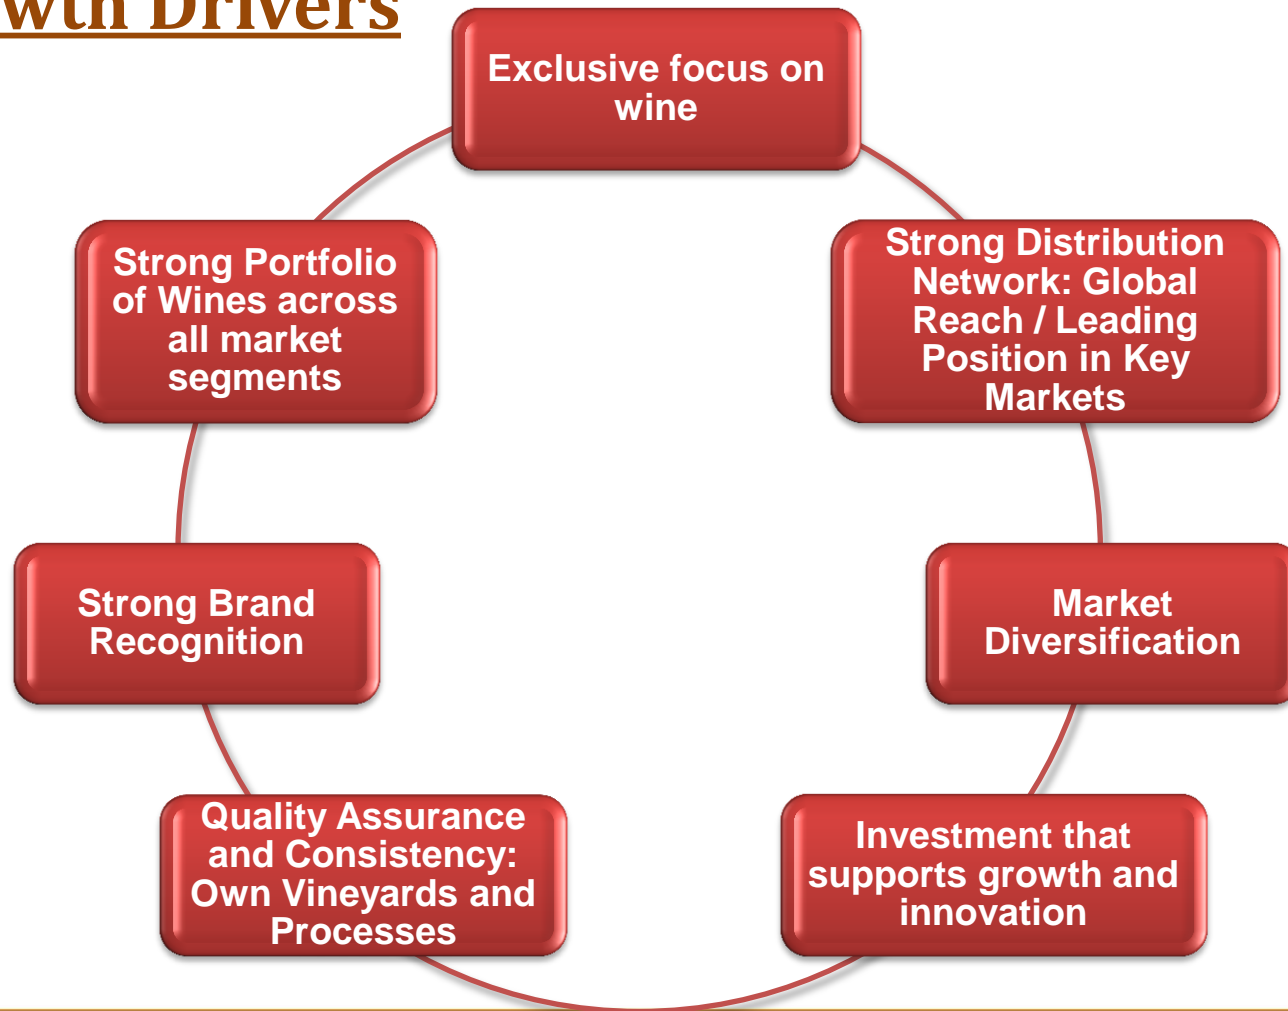 wth Drivers
Exclusive focus on
wine
Strong Distribution
Network: Global
Reach / Leading
Position in Key
Markets
Market
Diversification
Investment that
supports growth and
innovation
Quality Assurance
and Consistency:
Own Vineyards and
Processes
Strong Brand
Recognition
Strong Portfolio
of Wines across
all market
segments